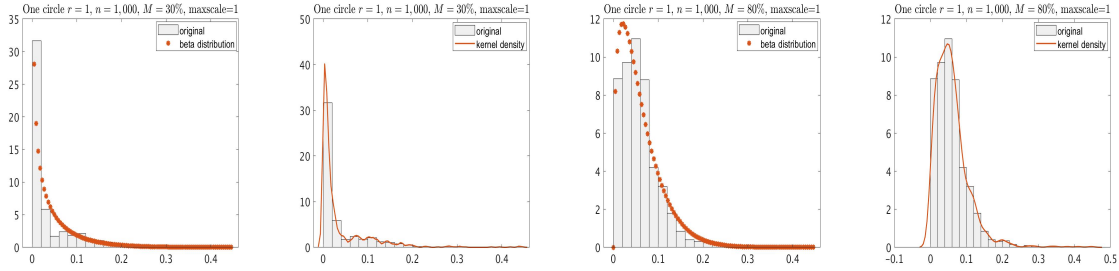 One circle r = 1, n = 1,000, M = 30%, maxscale=1
original
beta distribution
35
30
25
20
15
10
5
0
0 0.1 0.2 0.3 0.4
One circle r = 1, n = 1,000, M = 30%, maxscale=1
original
kernel density
50
40
30
20
10
0
0 0.1 0.2 0.3 0.4
One circle r = 1, n = 1,000, M = 80%, maxscale=1
original
beta distribution
12
10
8
6
4
2
0
0 0.1 0.2 0.3 0.4
One circle r = 1, n = 1,000, M = 80%, maxscale=1
original
kernel density
12
10
8
6
4
2
0
-0.1 0 0.1 0.2 0.3 0.4 0.5